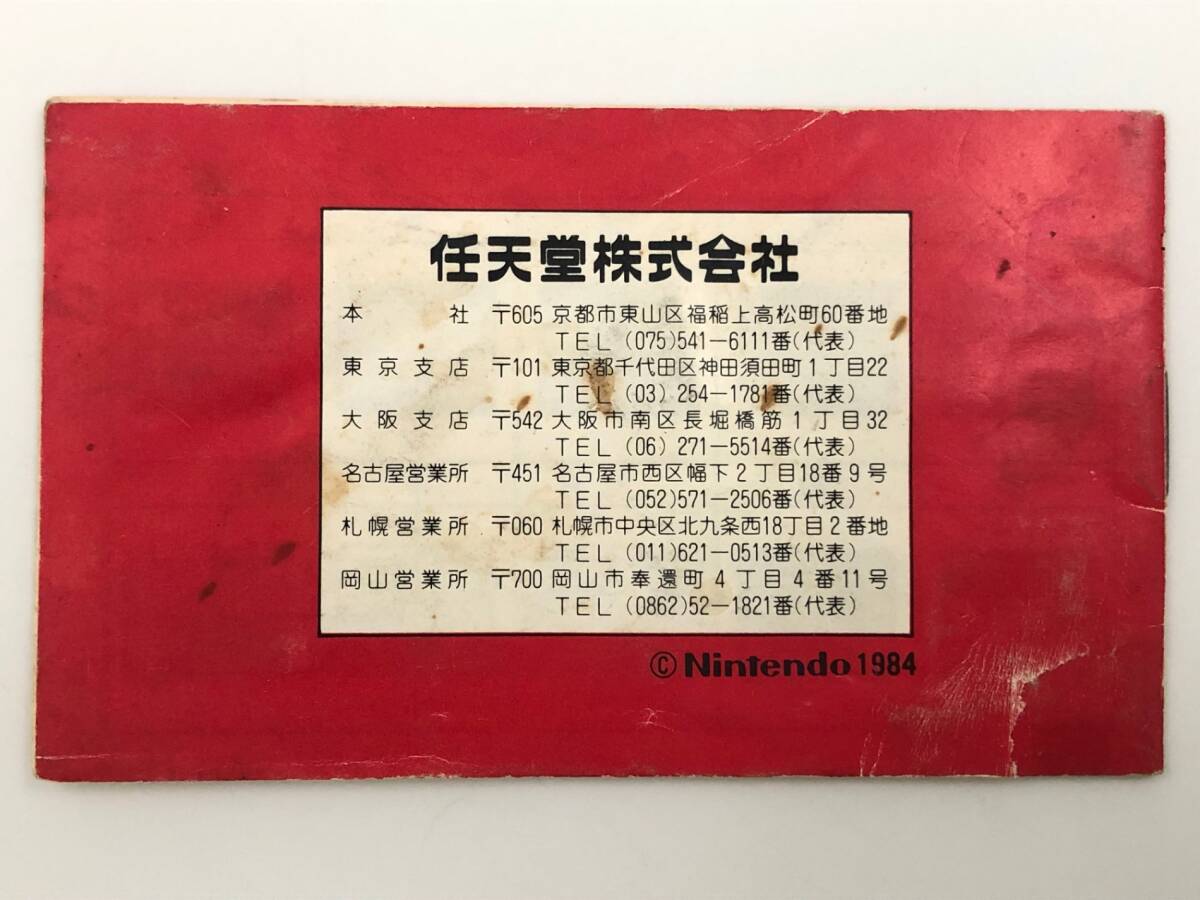 任天堂株式会社
本社 〒605 京都市東山区福稲上高松町60番地
TEL (075)541-6111番(代表)
東京支店 〒101 東京都千代田区神田須田町1丁目22
TEL (03) 254-1781番(代表)
大阪支店 〒542 大阪市南区長堀橋筋1丁目32
TEL (06) 271-5514番(代表)
名古屋営業所 〒451 名古屋市西区幅下2丁目18番9号
TEL (052)571-2506番(代表)
札幌営業所 〒060 札幌市中央区北九条西18丁目2番地
TEL (011)621-0513番(代表)
岡山営業所 〒700 岡山市奉還町4丁目4番11号
TEL (0862)52-1821番(代表)
©Nintendo 1984